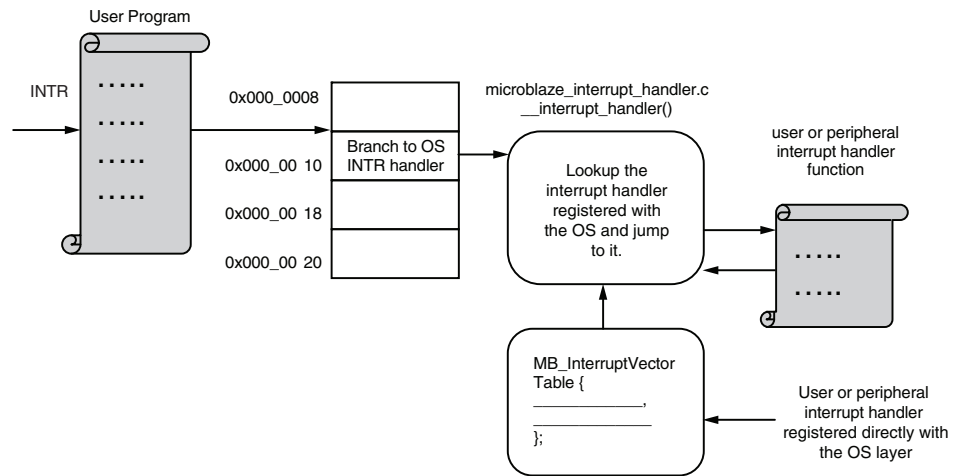 User Program
INTR
.....
.....
.....
.....
0x000_0008
0x000_00 10
0x000_00 18
0x000_00 20
Branch to OS
INTR handler
microblaze_interrupt_handler.c
__interrupt_handler()
Lookup the
interrupt handler
registered with
the OS and jump
to it.
user or peripheral
interrupt handler
function
.....
.....
MB_InterruptVector
Table {
______________,
_______________
};
User or peripheral
interrupt handler
registered directly with
the OS layer